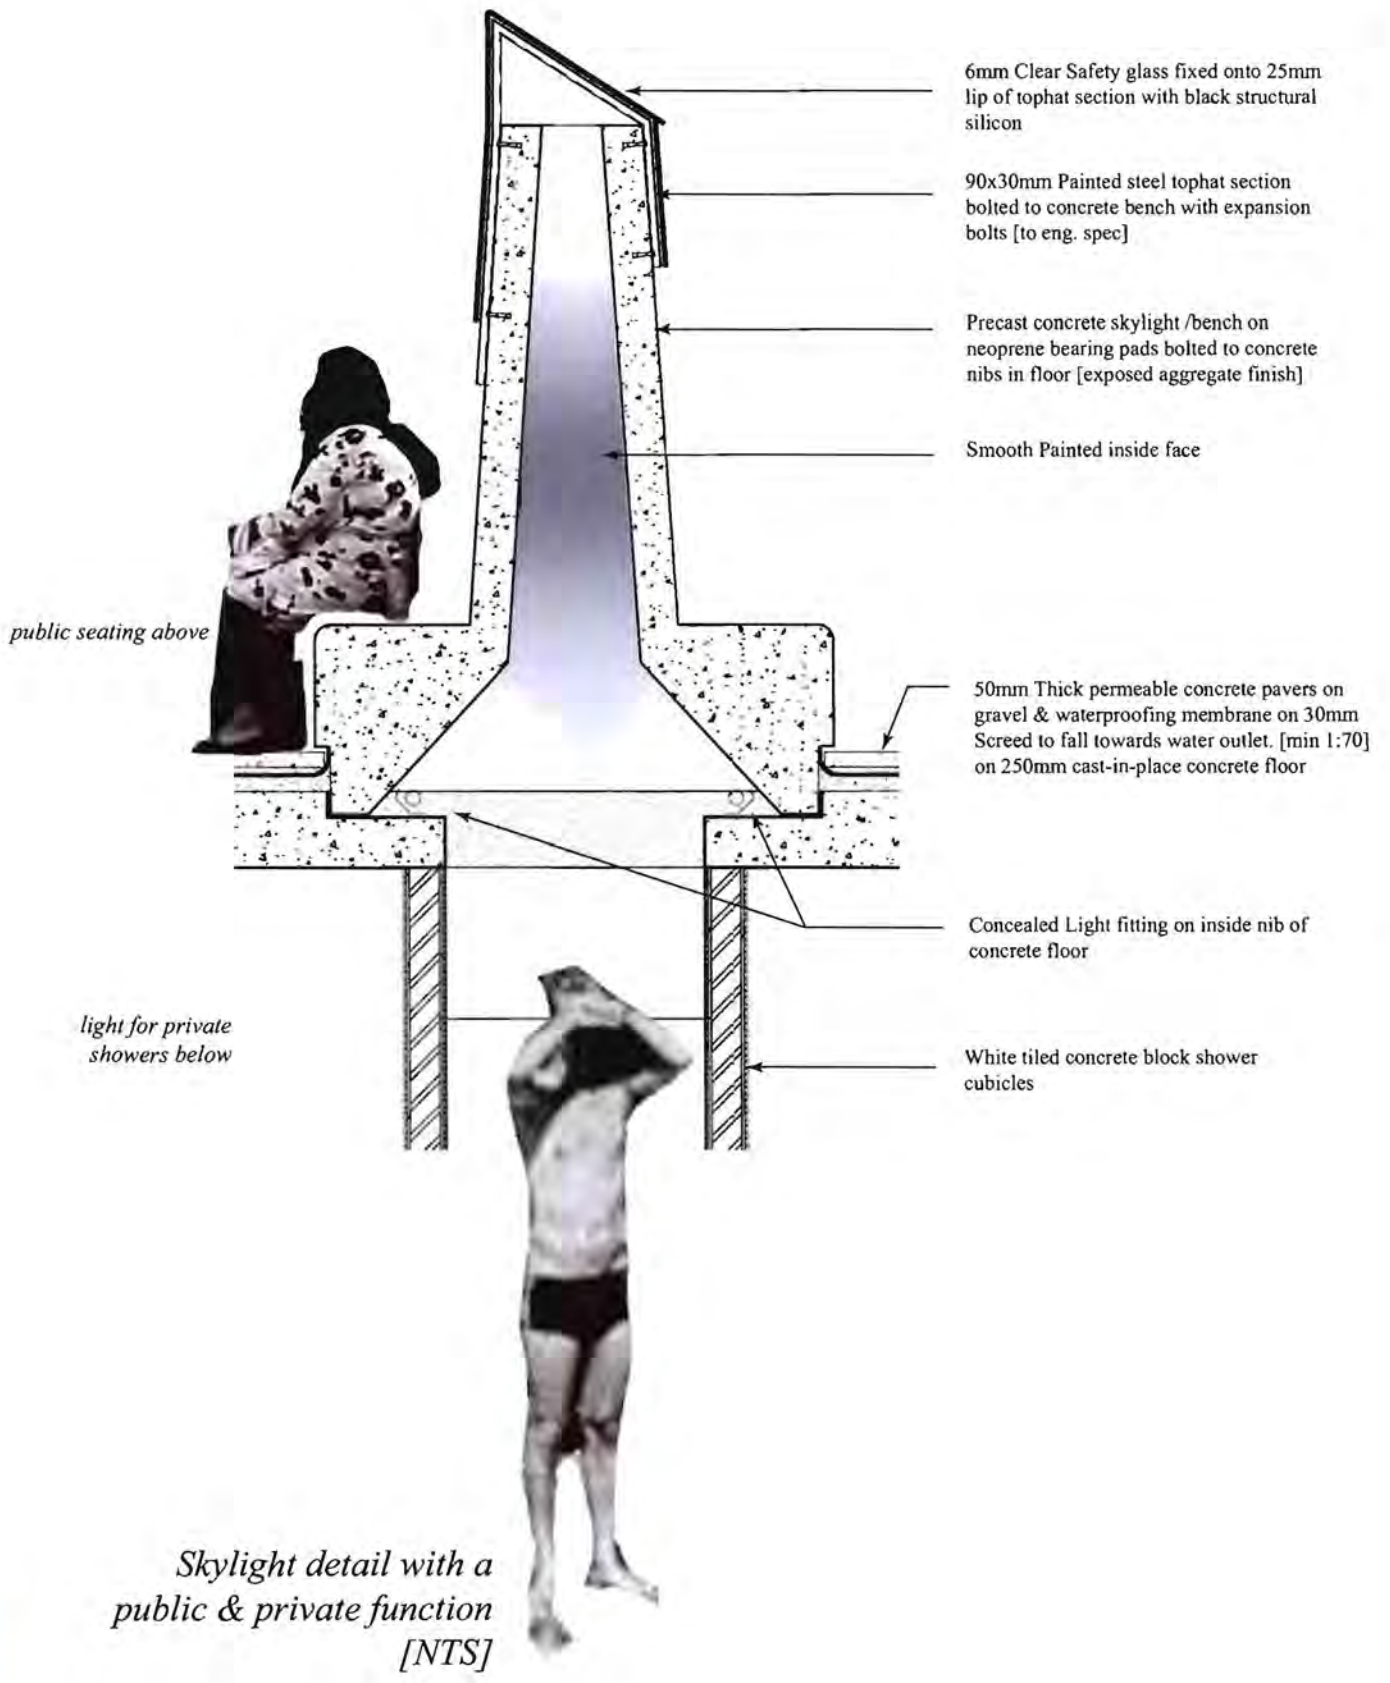 6mm Clear Safety glass fixed onto 25mm
lip of tophat section with black structural
silicon
90x30mm Painted steel tophat section
bolted to concrete bench with expansion
bolts [to eng. spec]
Precast concrete skylight /bench on
neoprene bearing pads bolted to concrete
nibs in floor [exposed aggregate finish]
Smooth Painted inside face
public seating above
50mm Thick permeable concrete pavers on
gravel & waterproofing membrane on 30mm
Screed to fall towards water outlet. [min 1:70]
on 250mm cast-in-place concrete floor
Concealed Light fitting on inside nib of
concrete floor
light for private
showers below
White tiled concrete block shower
cubicles
Skylight detail with a
public & private function
[NTS]